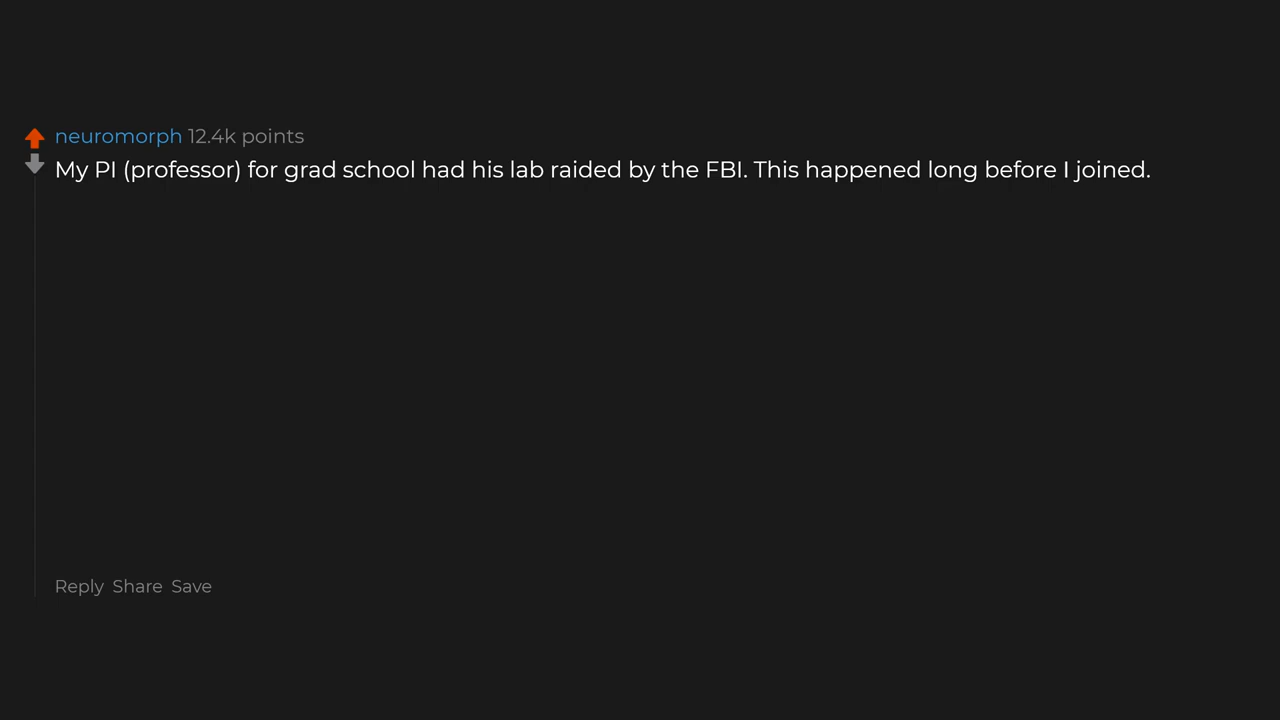 neuromorph 12.4k points
My PI (professor) for grad school had his lab raided by the FBI. This happened long before I joined.
Reply Share Save